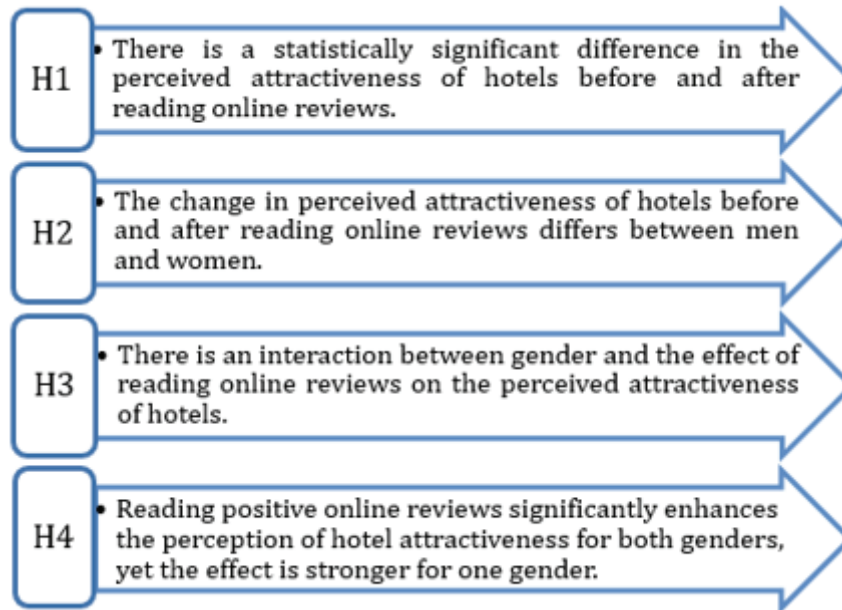 H1
• There is a statistically significant difference in the
perceived attractiveness of hotels before and after
reading online reviews.
H2
• The change in perceived attractiveness of hotels before
and after reading online reviews differs between men
and women.
H3
• There is an interaction between gender and the effect of
reading online reviews on the perceived attractiveness
of hotels.
H4
• Reading positive online reviews significantly enhances
the perception of hotel attractiveness for both genders,
yet the effect is stronger for one gender.